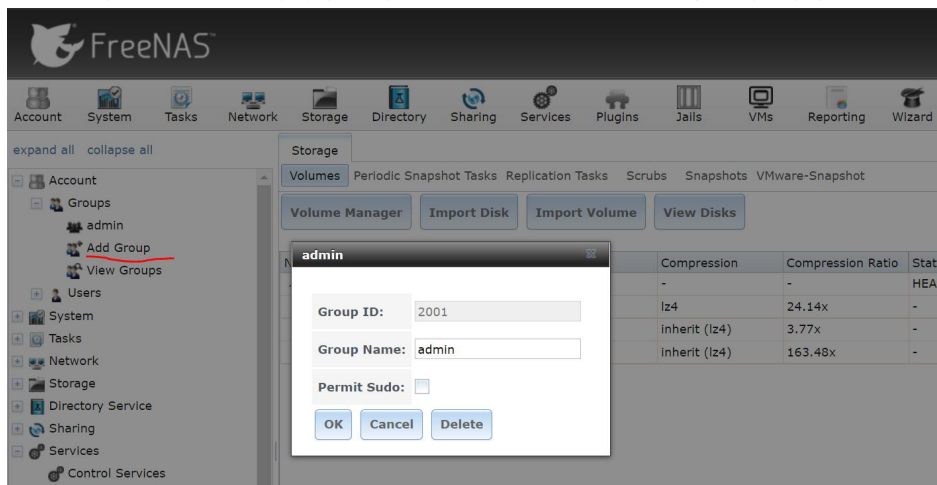 FreeNAS™
Account System Tasks Network Storage Directory Sharing Services Plugins Jails VMs Reporting Wizard
expand all collapse all
Account
Groups
admin
Add Group
View Groups
Users
System
Tasks
Network
Storage
Directory Service
Sharing
Services
Control Services
Storage
Volumes Periodic Snapshot Tasks Replication Tasks Scrubs Snapshots VMware-Snapshot
Volume Manager Import Disk Import Volume View Disks
N Compression Compression Ratio Stat
- - HEA
lz4 24.14x -
inherit (lz4) 3.77x -
inherit (lz4) 163.48x -
admin
Group ID: 2001
Group Name: admin
Permit Sudo:
OK Cancel Delete